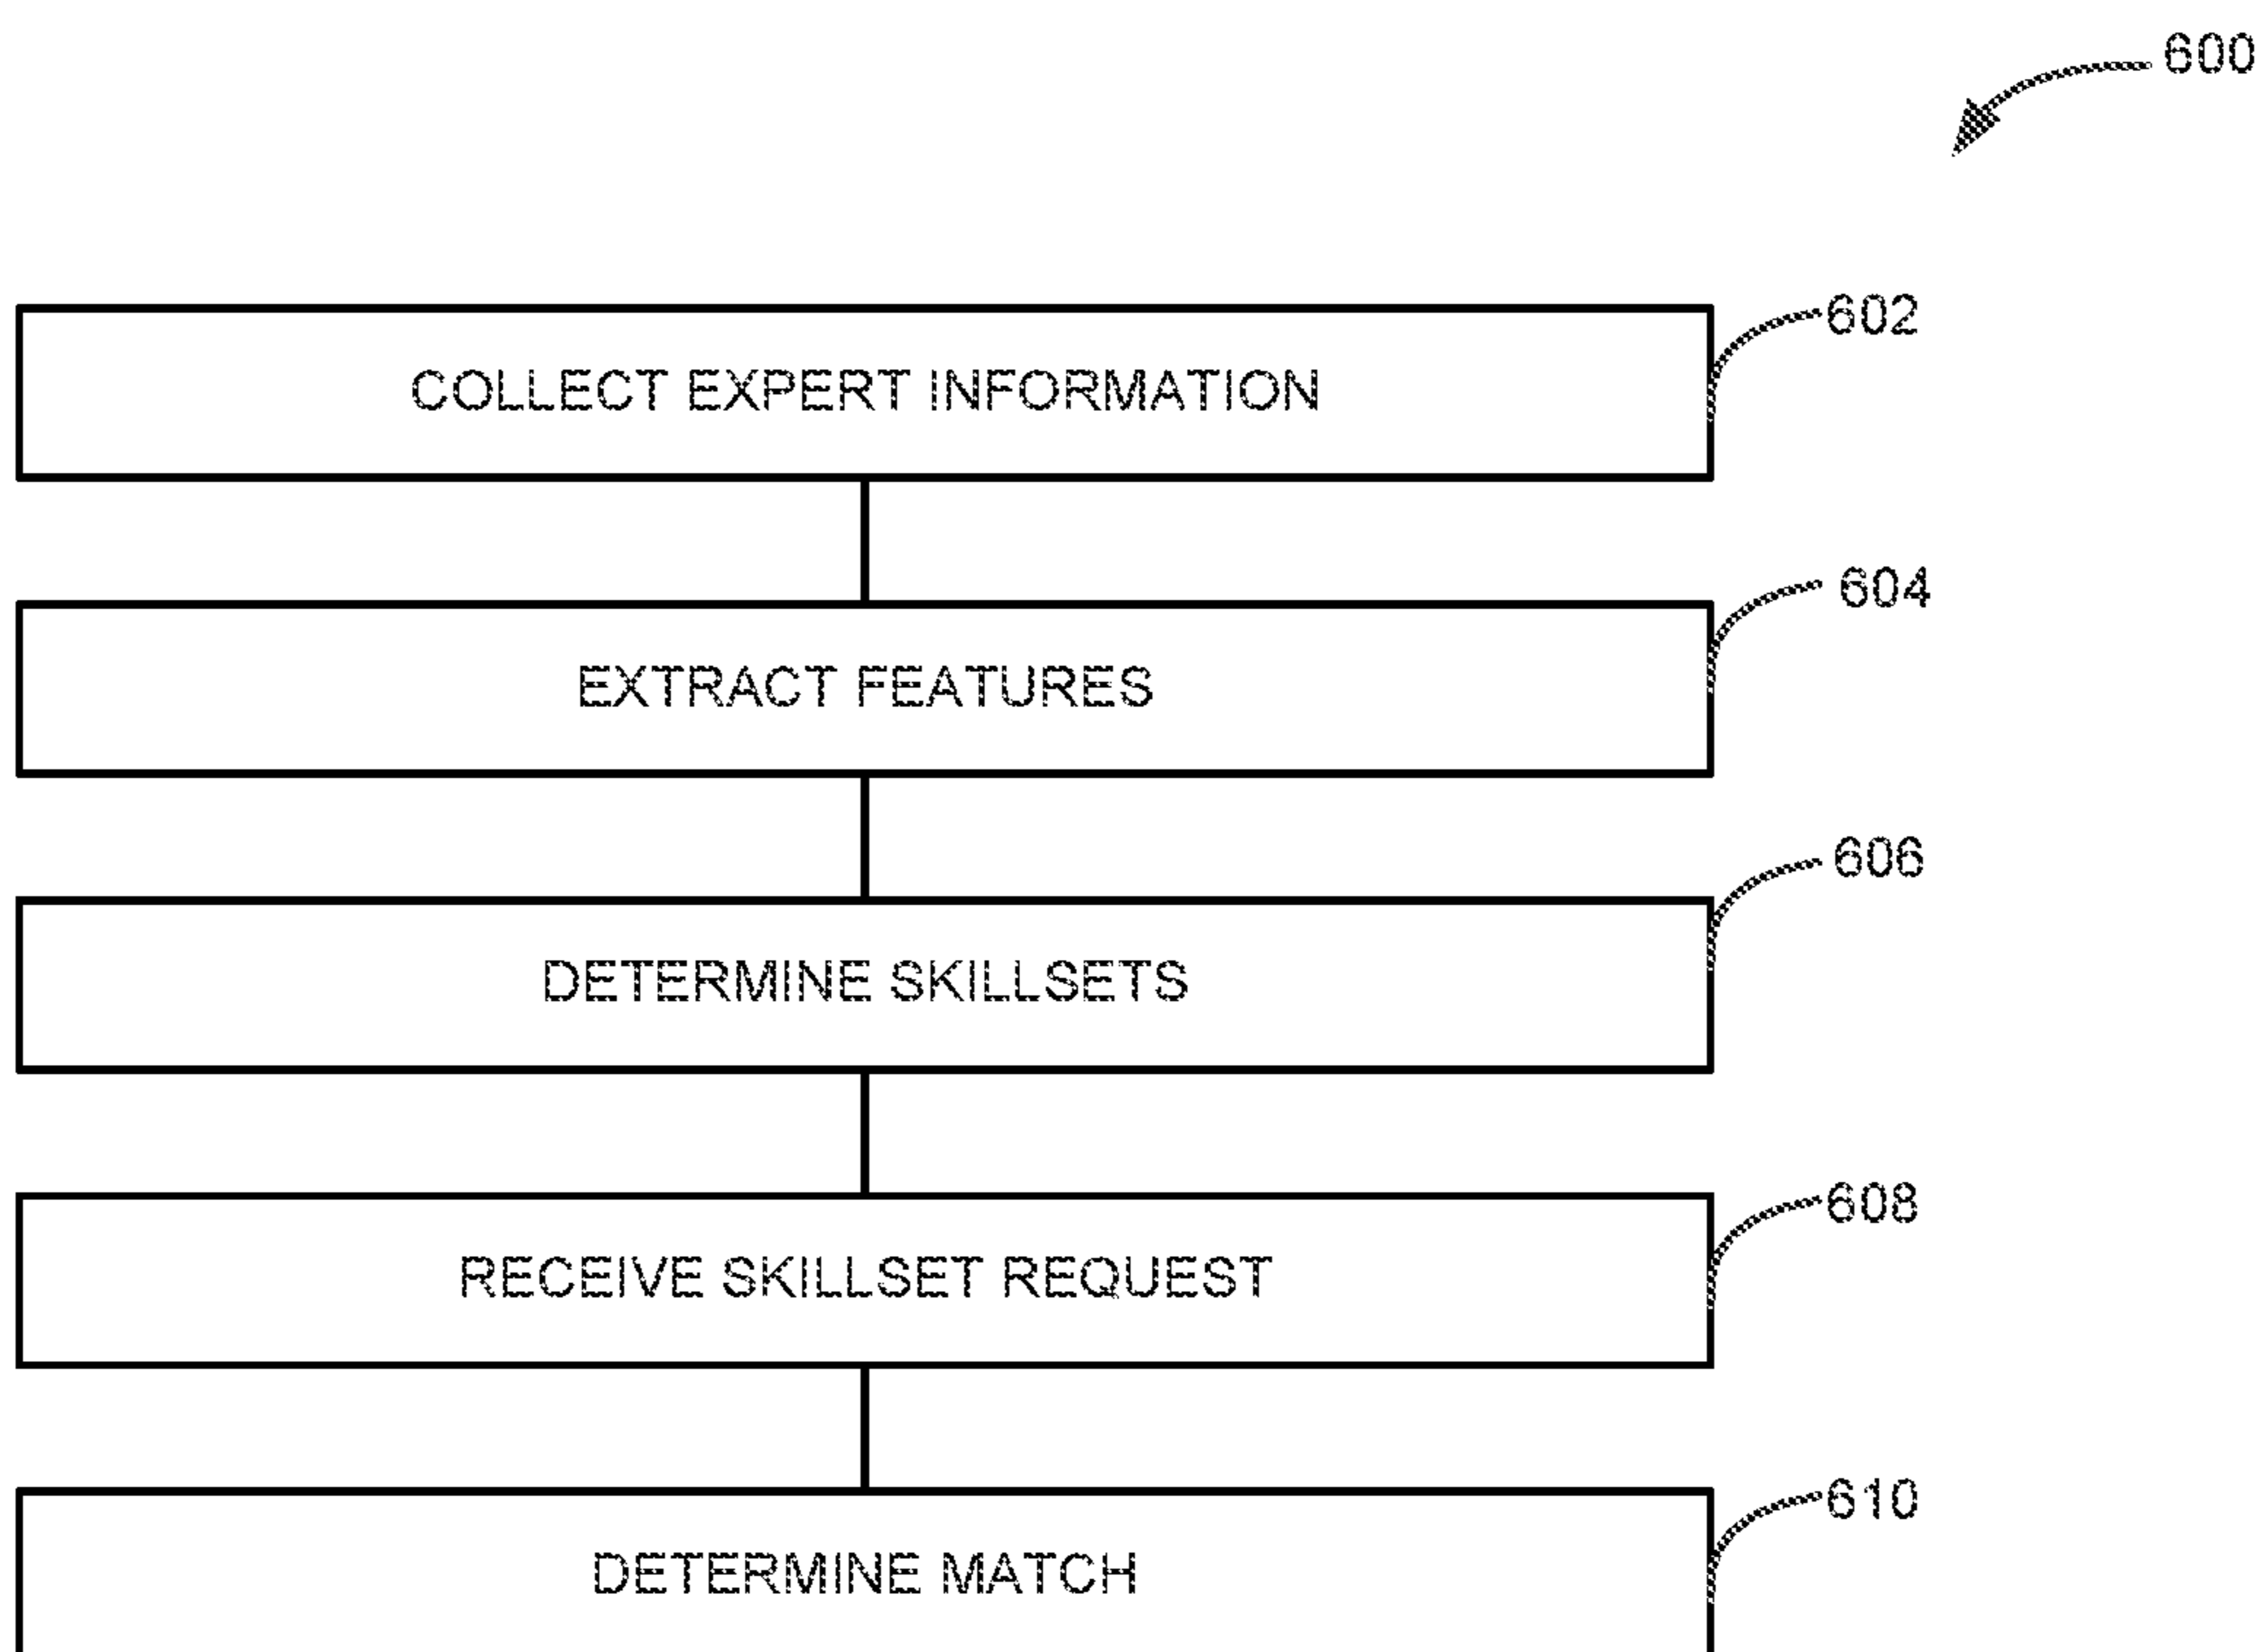 600
602
COLLECT EXPERT INFORMATION
604
EXTRACT FEATURES
606
DETERMINE SKILLSETS
608
RECEIVE SKILLSET REQUEST
610
DETERMINE MATCH